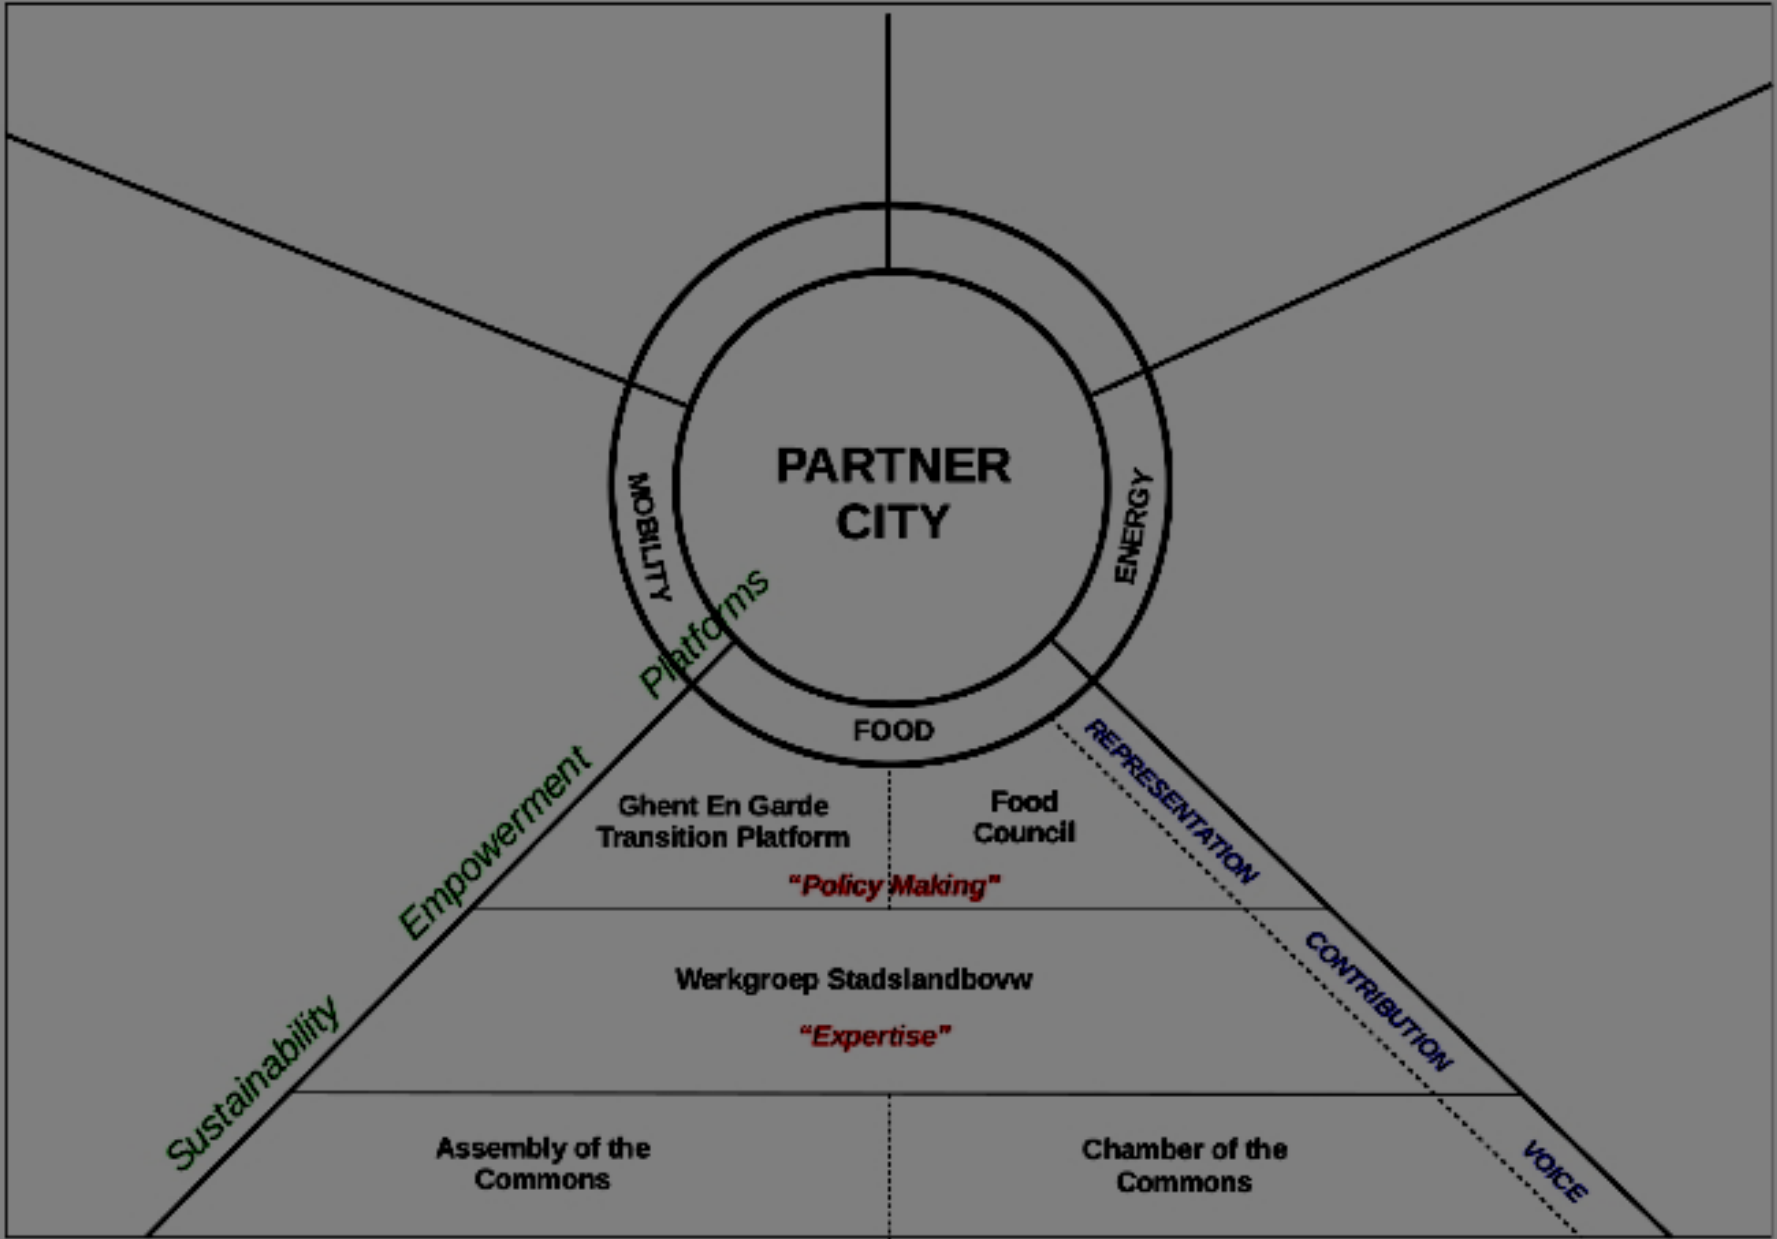 PARTNER
CITY
MOBILITY
ENERGY
FOOD
Platforms
Empowerment
Sustainability
Ghent En Garde
Transition Platform
Food
Council
“Policy Making”
REPRESENTATION
Werkgroep Stadslandbovw
“Expertise”
CONTRIBUTION
Assembly of the
Commons
Chamber of the
Commons
VOICE